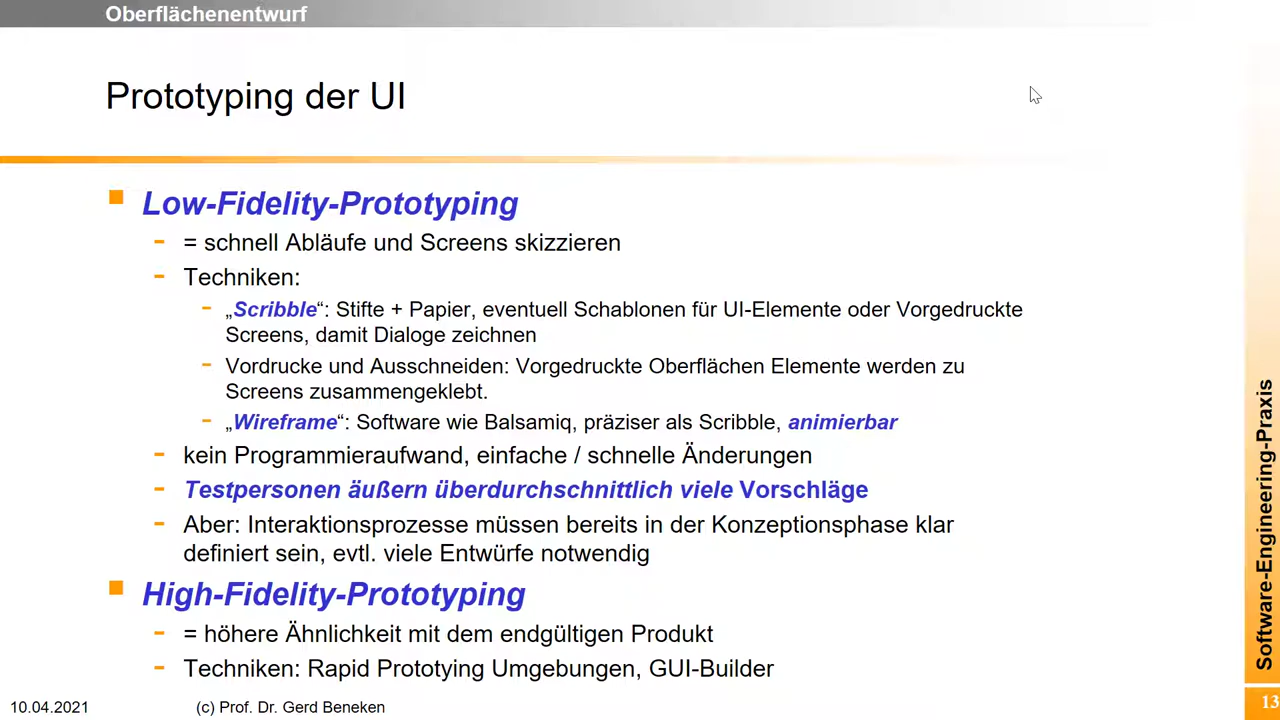 Oberflächenentwurf
Prototyping der UI
Low-Fidelity-Prototyping
= schnell Abläufe und Screens skizzieren
Techniken:
„Scribble“: Stifte + Papier, eventuell Schablonen für UI-Elemente oder Vorgedruckte
Screens, damit Dialoge zeichnen
Vordrucke und Ausschneiden: Vorgedruckte Oberflächen Elemente werden zu
Screens zusammengeklebt.
„Wireframe“: Software wie Balsamiq, präziser als Scribble, animierbar
kein Programmieraufwand, einfache / schnelle Änderungen
Testpersonen äußern überdurchschnittlich viele Vorschläge
Aber: Interaktionsprozesse müssen bereits in der Konzeptionsphase klar
definiert sein, evtl. viele Entwürfe notwendig
High-Fidelity-Prototyping
= höhere Ähnlichkeit mit dem endgültigen Produkt
Techniken: Rapid Prototying Umgebungen, GUI-Builder
Software-Engineering-Praxis
10.04.2021
(c) Prof. Dr. Gerd Beneken
13